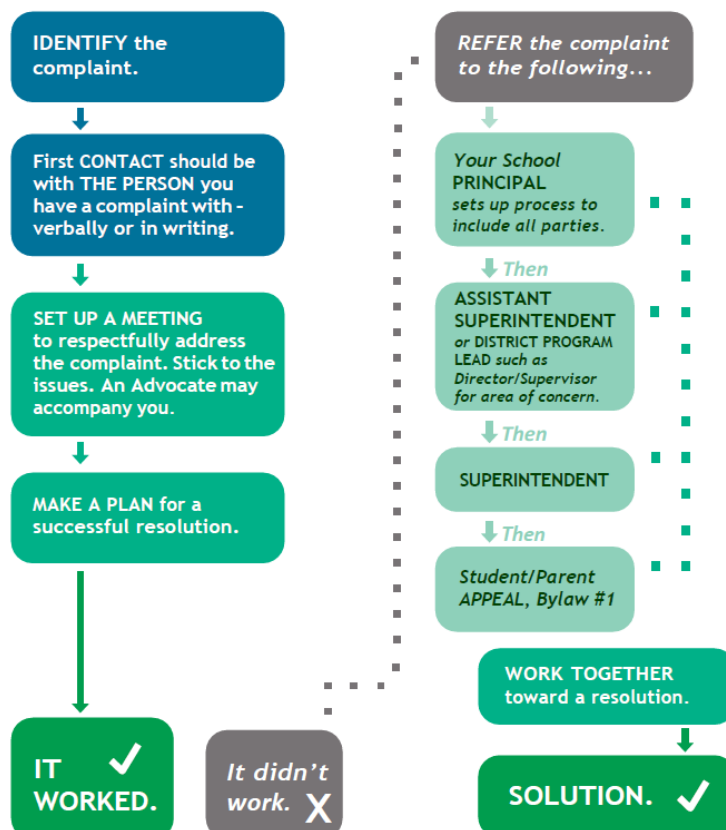 IDENTIFY the
complaint.
First CONTACT should be
with THE PERSON you
have a complaint with –
verbally or in writing.
SET UP A MEETING
to respectfully address
the complaint. Stick to the
issues. An Advocate may
accompany you.
MAKE A PLAN for a
successful resolution.
IT
WORKED.
It didn’t
work. X
REFER the complaint
to the following...
Your School
PRINCIPAL
sets up process to
include all parties.
Then
ASSISTANT
SUPERINTENDENT
or DISTRICT PROGRAM
LEAD such as
Director/Supervisor
for area of concern.
Then
SUPERINTENDENT
Then
Student/Parent
APPEAL, Bylaw #1
WORK TOGETHER
toward a resolution.
SOLUTION.